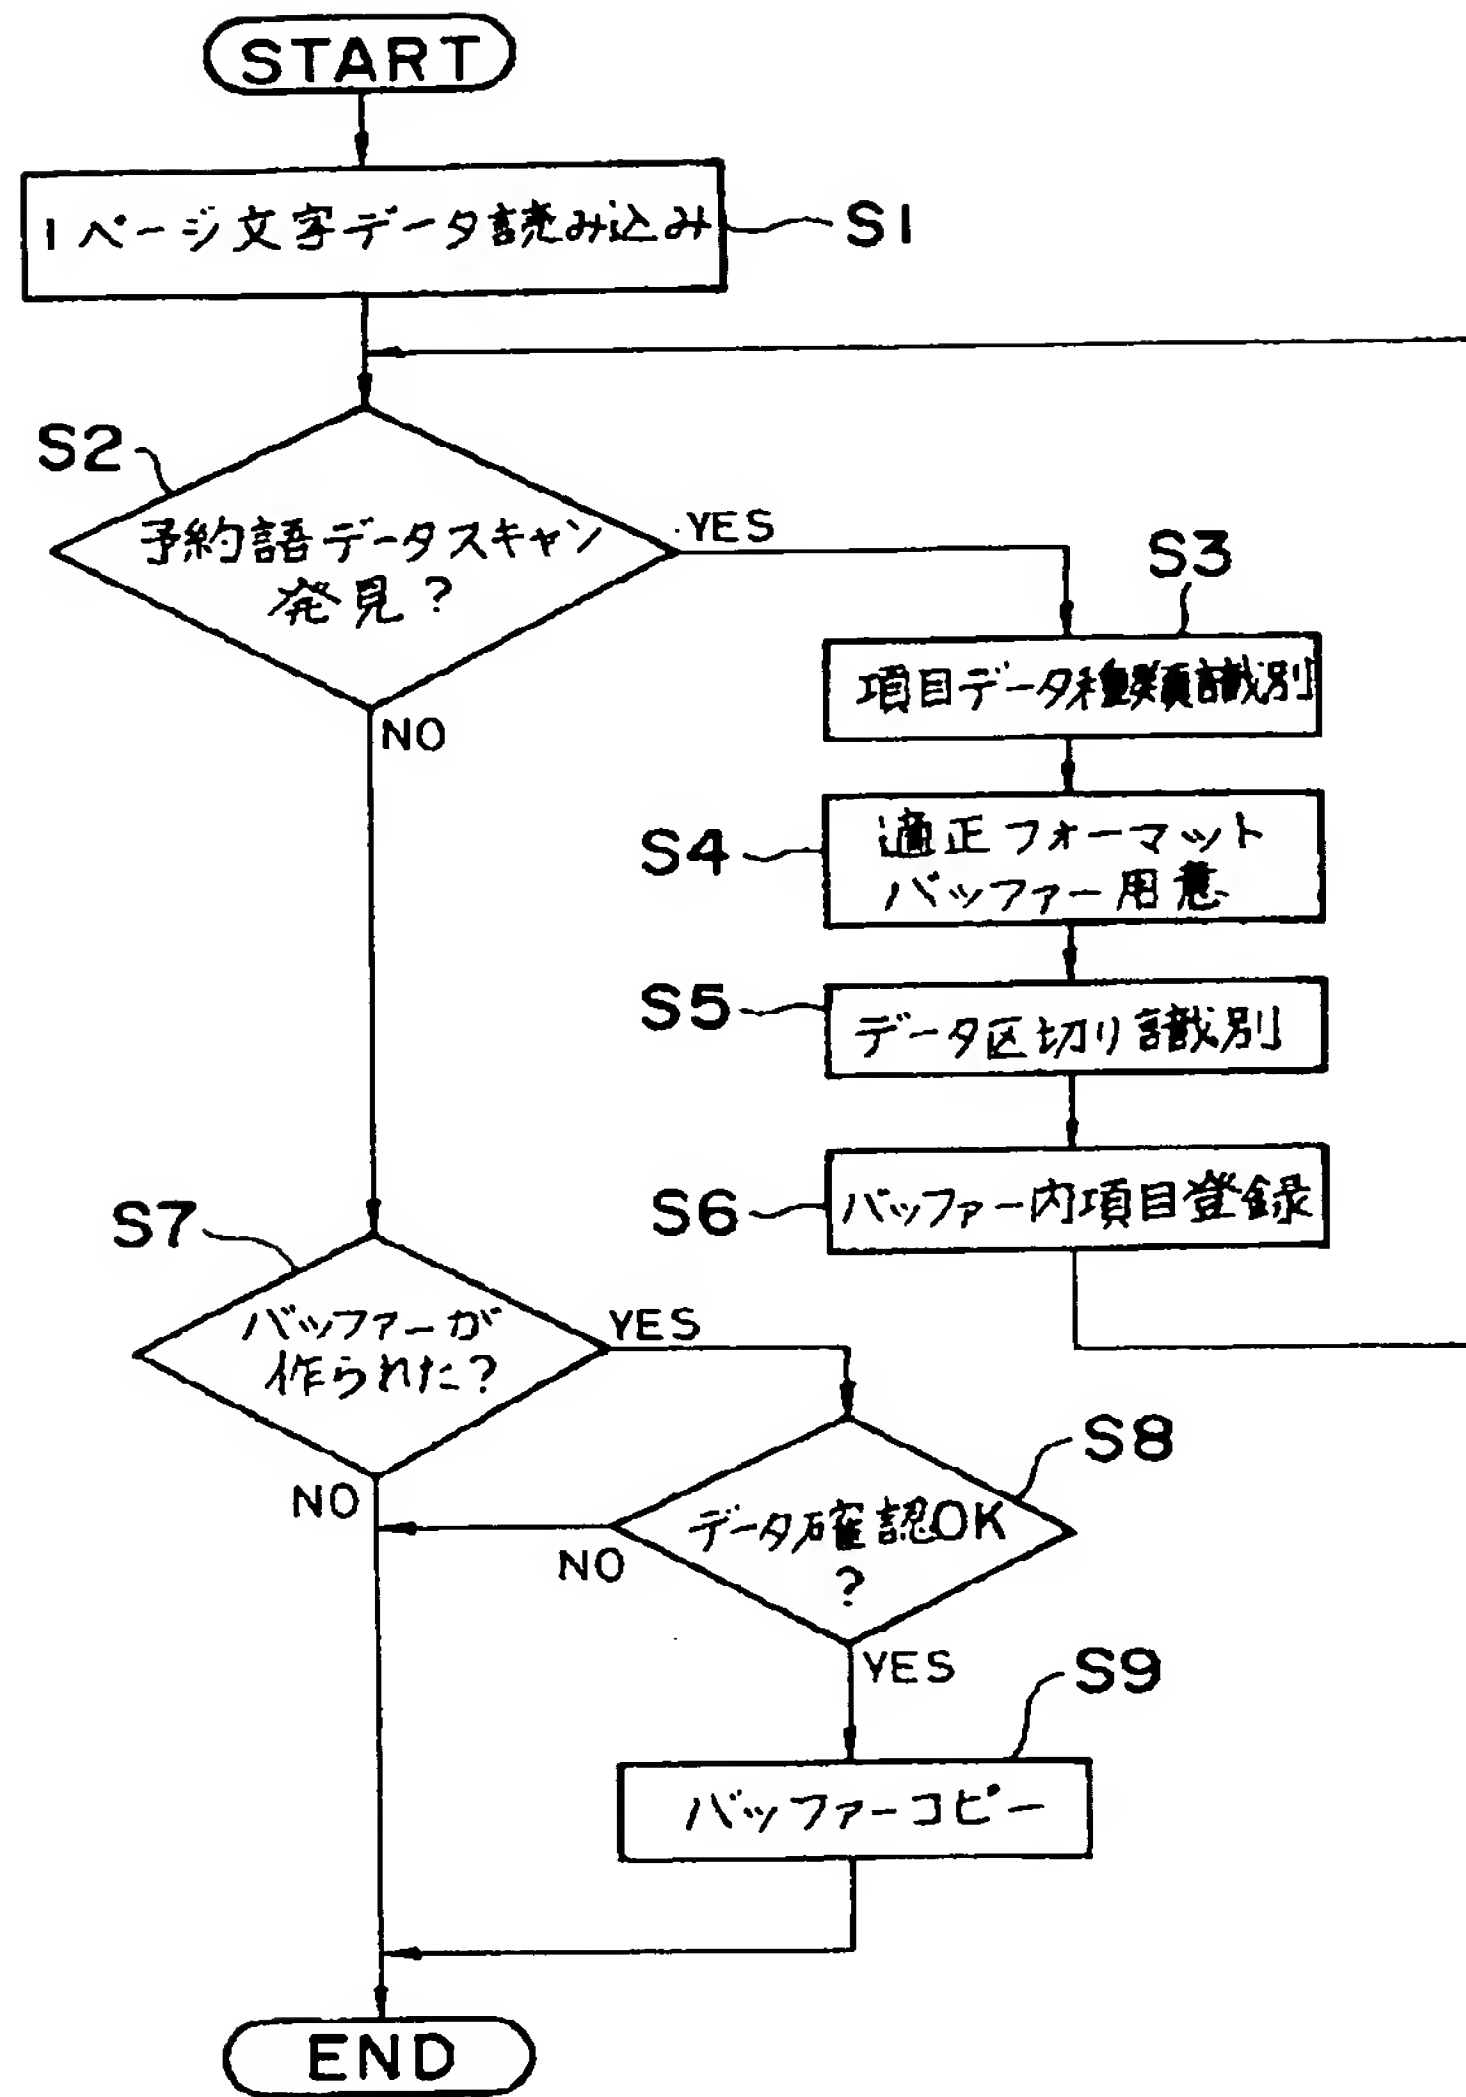 START
1ページ文字データ読み込み
S1
S2
予約語データスキャン
発見?
YES
NO
S3
項目データ種類識別
S4
適正フォーマット
バッファー用意
S5
データ区切り識別
S6
バッファー内項目登録
S7
バッファーが
作られた?
YES
NO
S8
データ確認OK
?
NO
YES
S9
バッファーコピー
END